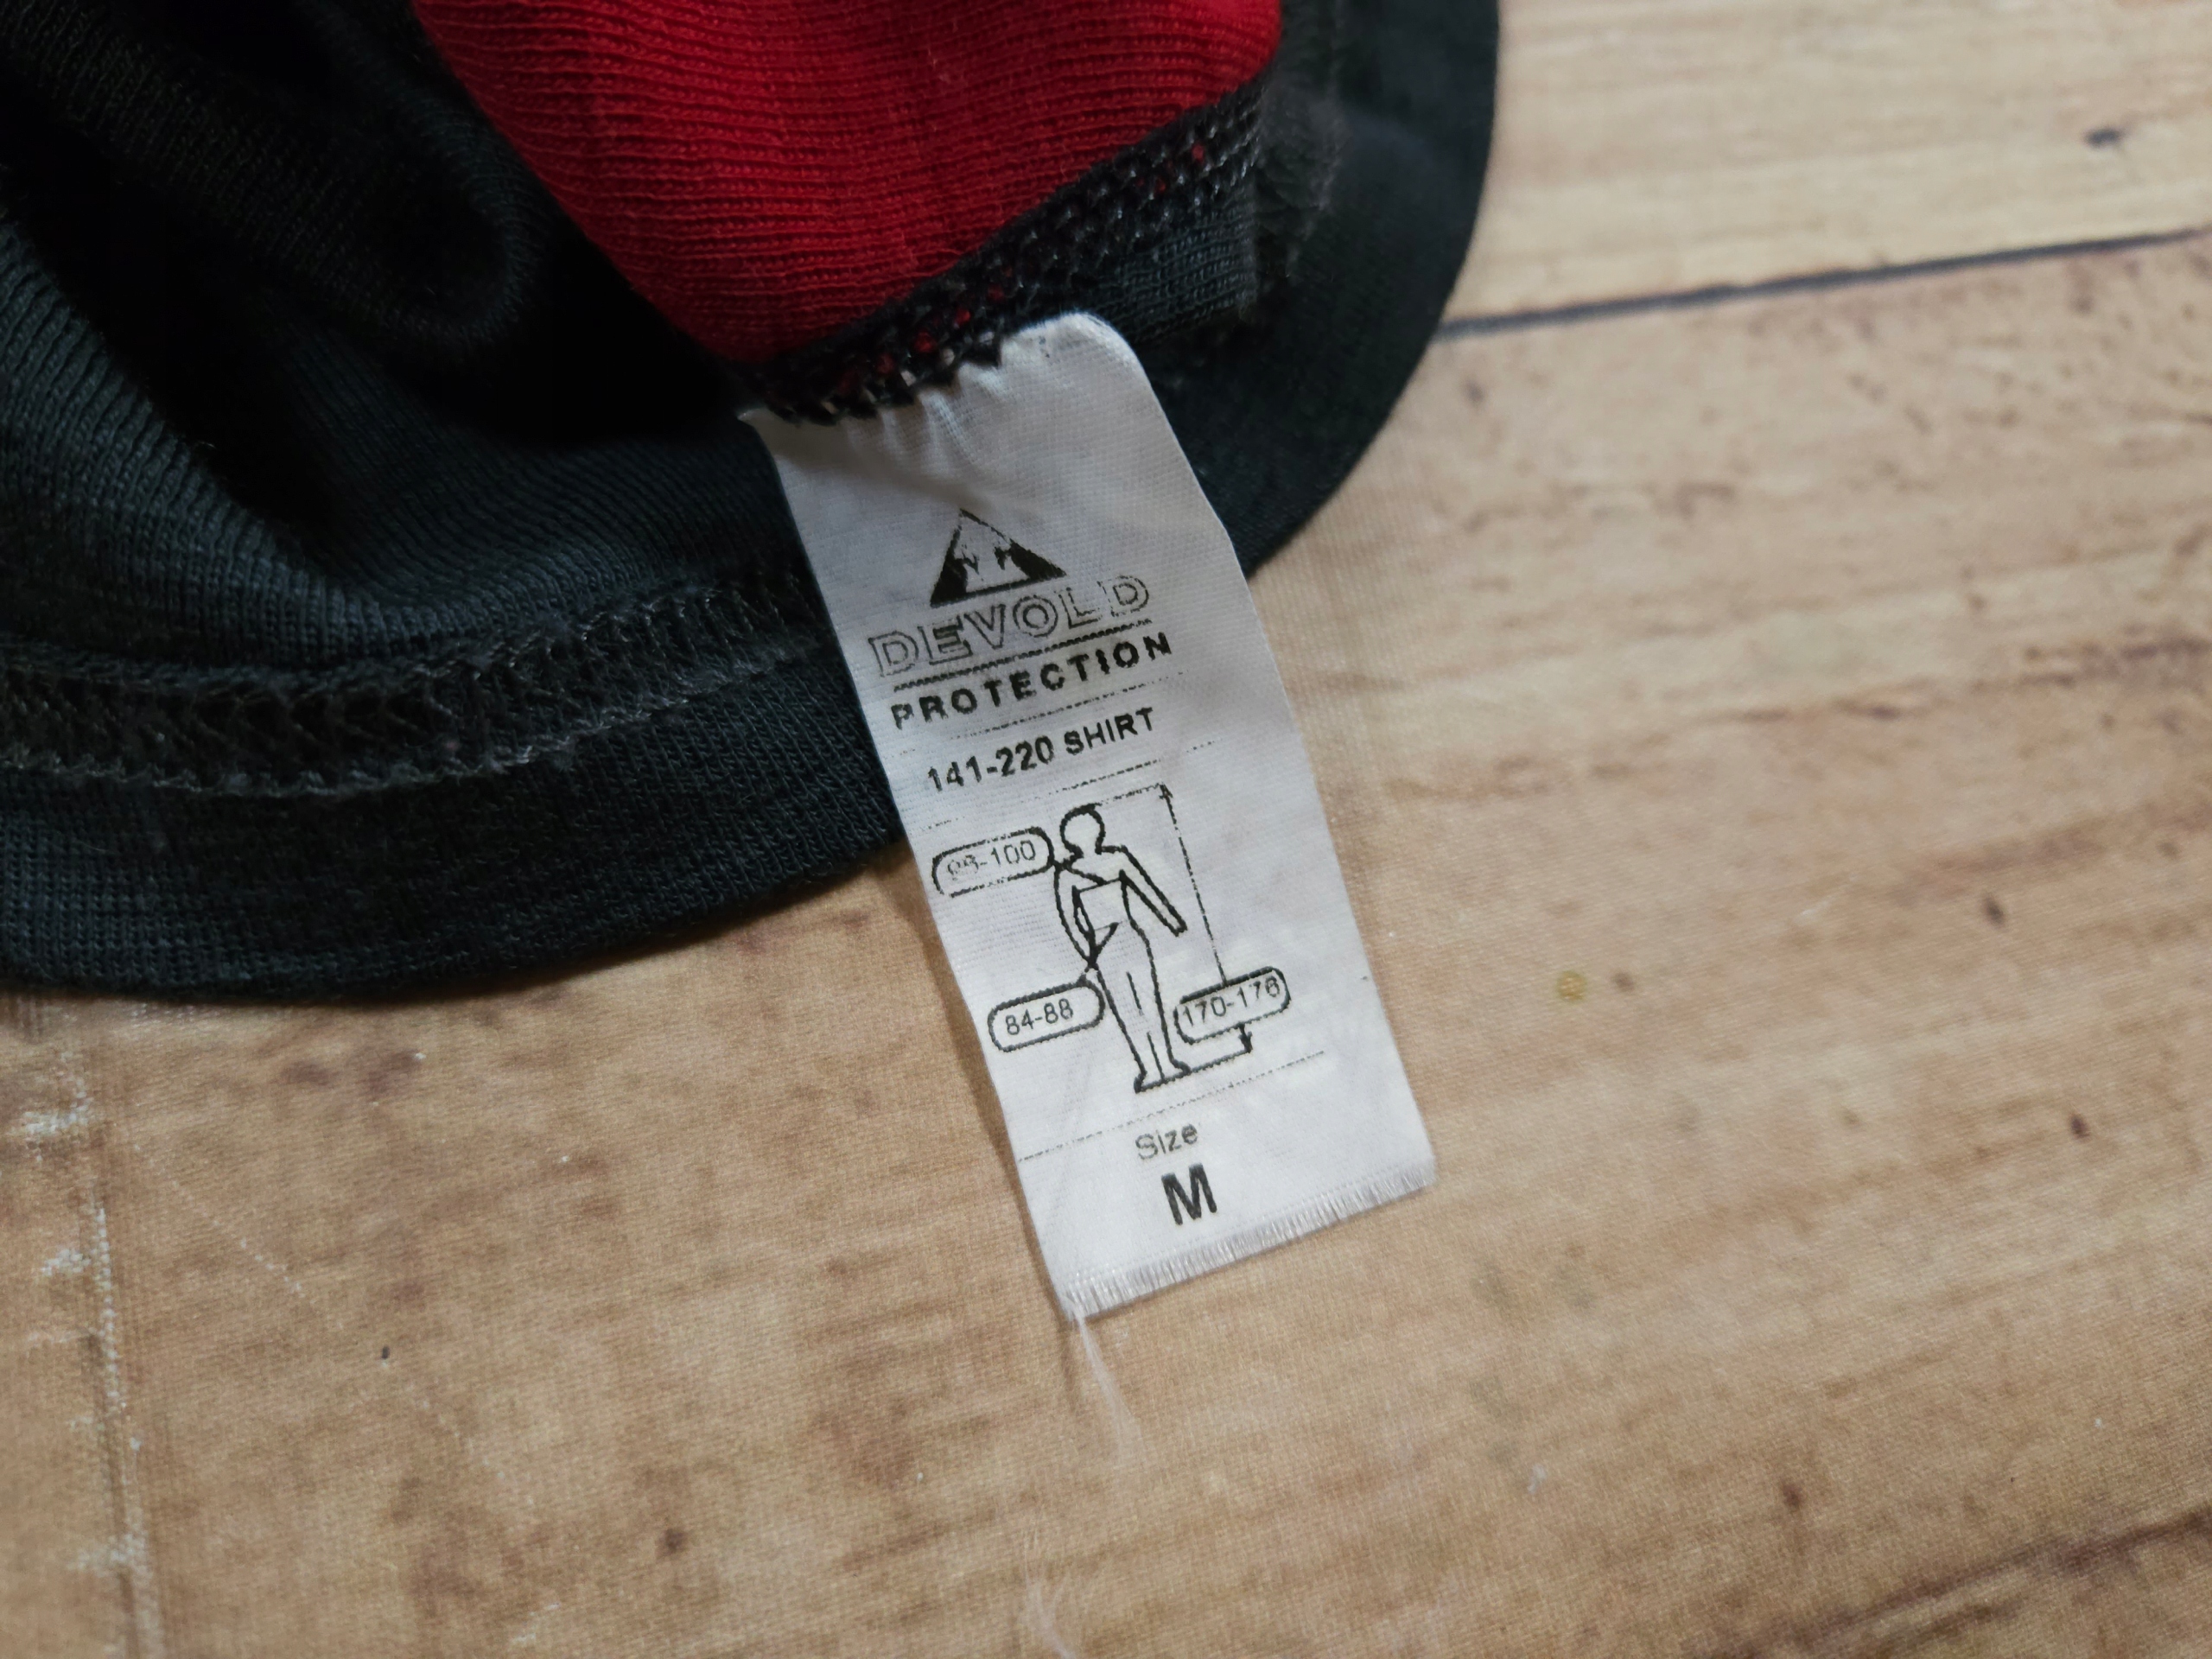 DEVOLD
PROTECTION
141-220 SHIRT
84-88
170-176
Size
M